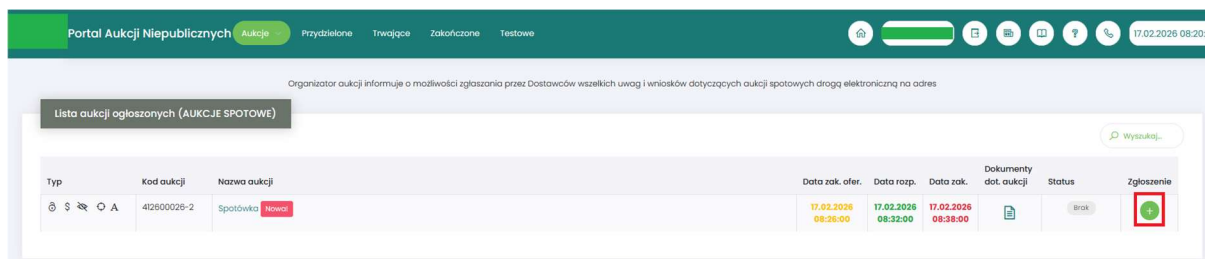 Portal Aukcji Niepublicznych Aukcje Przydzielone Trwające Zakończone Testowe 17.02.2026 08:20:
Organizator aukcji informuje o możliwości zgłaszania przez Dostawców wszelkich uwag i wniosków dotyczących aukcji spotowych drogą elektroniczną na adres
Lista aukcji ogłoszonych (AUKCJE SPOTOWE)
Wyszukaj...
Typ Kod aukcji Nazwa aukcji Data zak. ofer. Data rozp. Data zak. Dokumenty dot. aukcji Status Zgłoszenie
$ A 412600026-2 Spotówka Nowa! 17.02.2026 08:26:00 17.02.2026 08:32:00 17.02.2026 08:38:00 Brak +